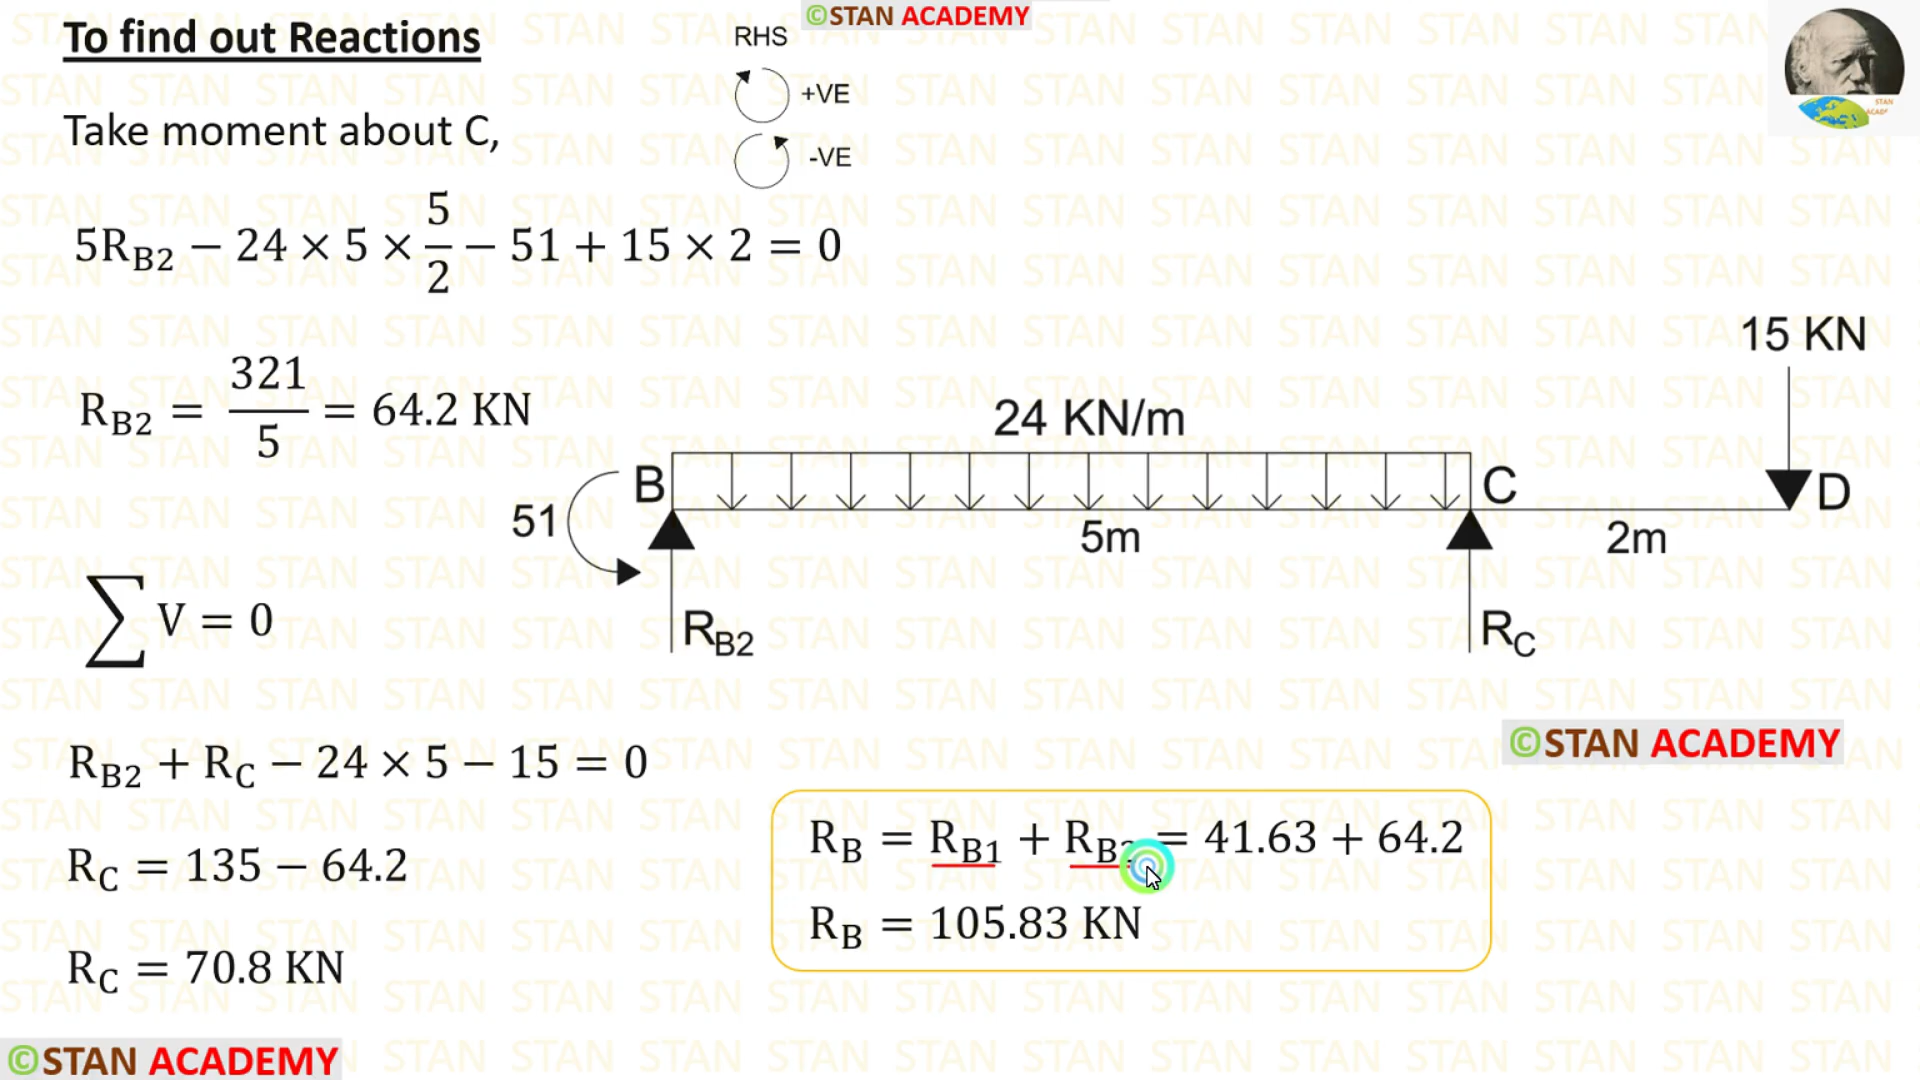 ©STAN ACADEMY
To find out Reactions
RHS
+VE
-VE
Take moment about C,
5R_B2 − 24 × 5 × 5/2 − 51 + 15 × 2 = 0
R_B2 = 321/5 = 64.2 KN
15 KN
24 KN/m
B
C
D
51
5m
2m
R_B2
R_C
∑ V = 0
R_B2 + R_C − 24 × 5 − 15 = 0
©STAN ACADEMY
R_C = 135 − 64.2
R_C = 70.8 KN
R_B = R_B1 + R_B2 = 41.63 + 64.2
R_B = 105.83 KN
©STAN ACADEMY